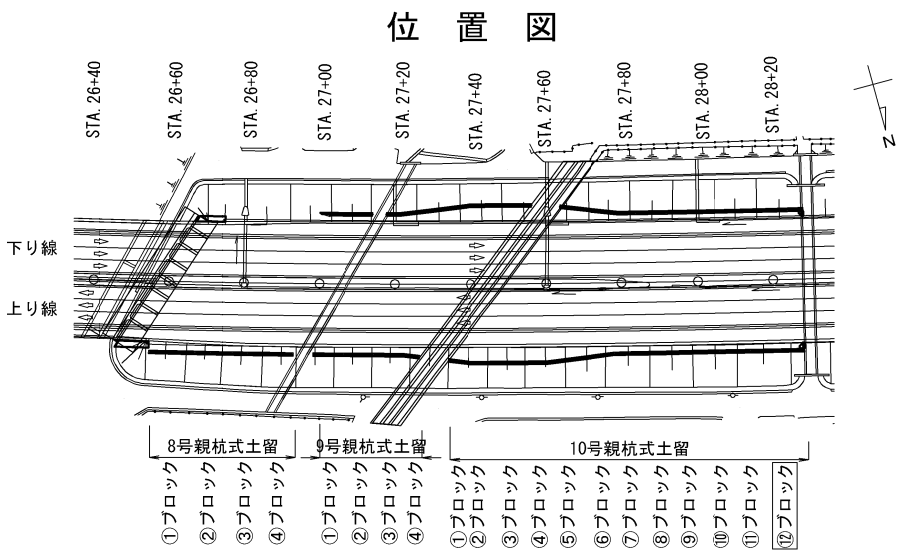 位置図
STA. 26+40
STA. 26+60
STA. 26+80
STA. 27+00
STA. 27+20
STA. 27+40
STA. 27+60
STA. 27+80
STA. 28+00
STA. 28+20
N
下り線
上り線
8号親杭式土留
9号親杭式土留
10号親杭式土留
①ブロック
②ブロック
③ブロック
④ブロック
①ブロック
②ブロック
③ブロック
④ブロック
①ブロック
②ブロック
③ブロック
④ブロック
⑤ブロック
⑥ブロック
⑦ブロック
⑧ブロック
⑨ブロック
⑩ブロック
⑪ブロック
⑫ブロック